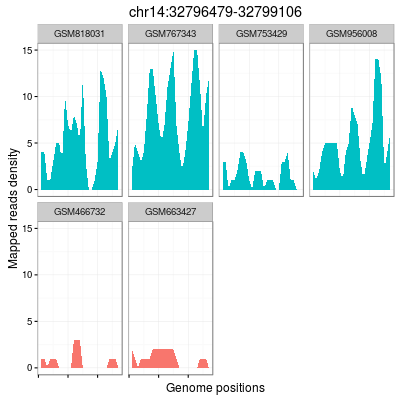 chr14:32796479-32799106
GSM818031 GSM767343 GSM753429 GSM956008
15
10
5
0
GSM466732 GSM663427
15
10
5
0
Mapped reads density
Genome positions